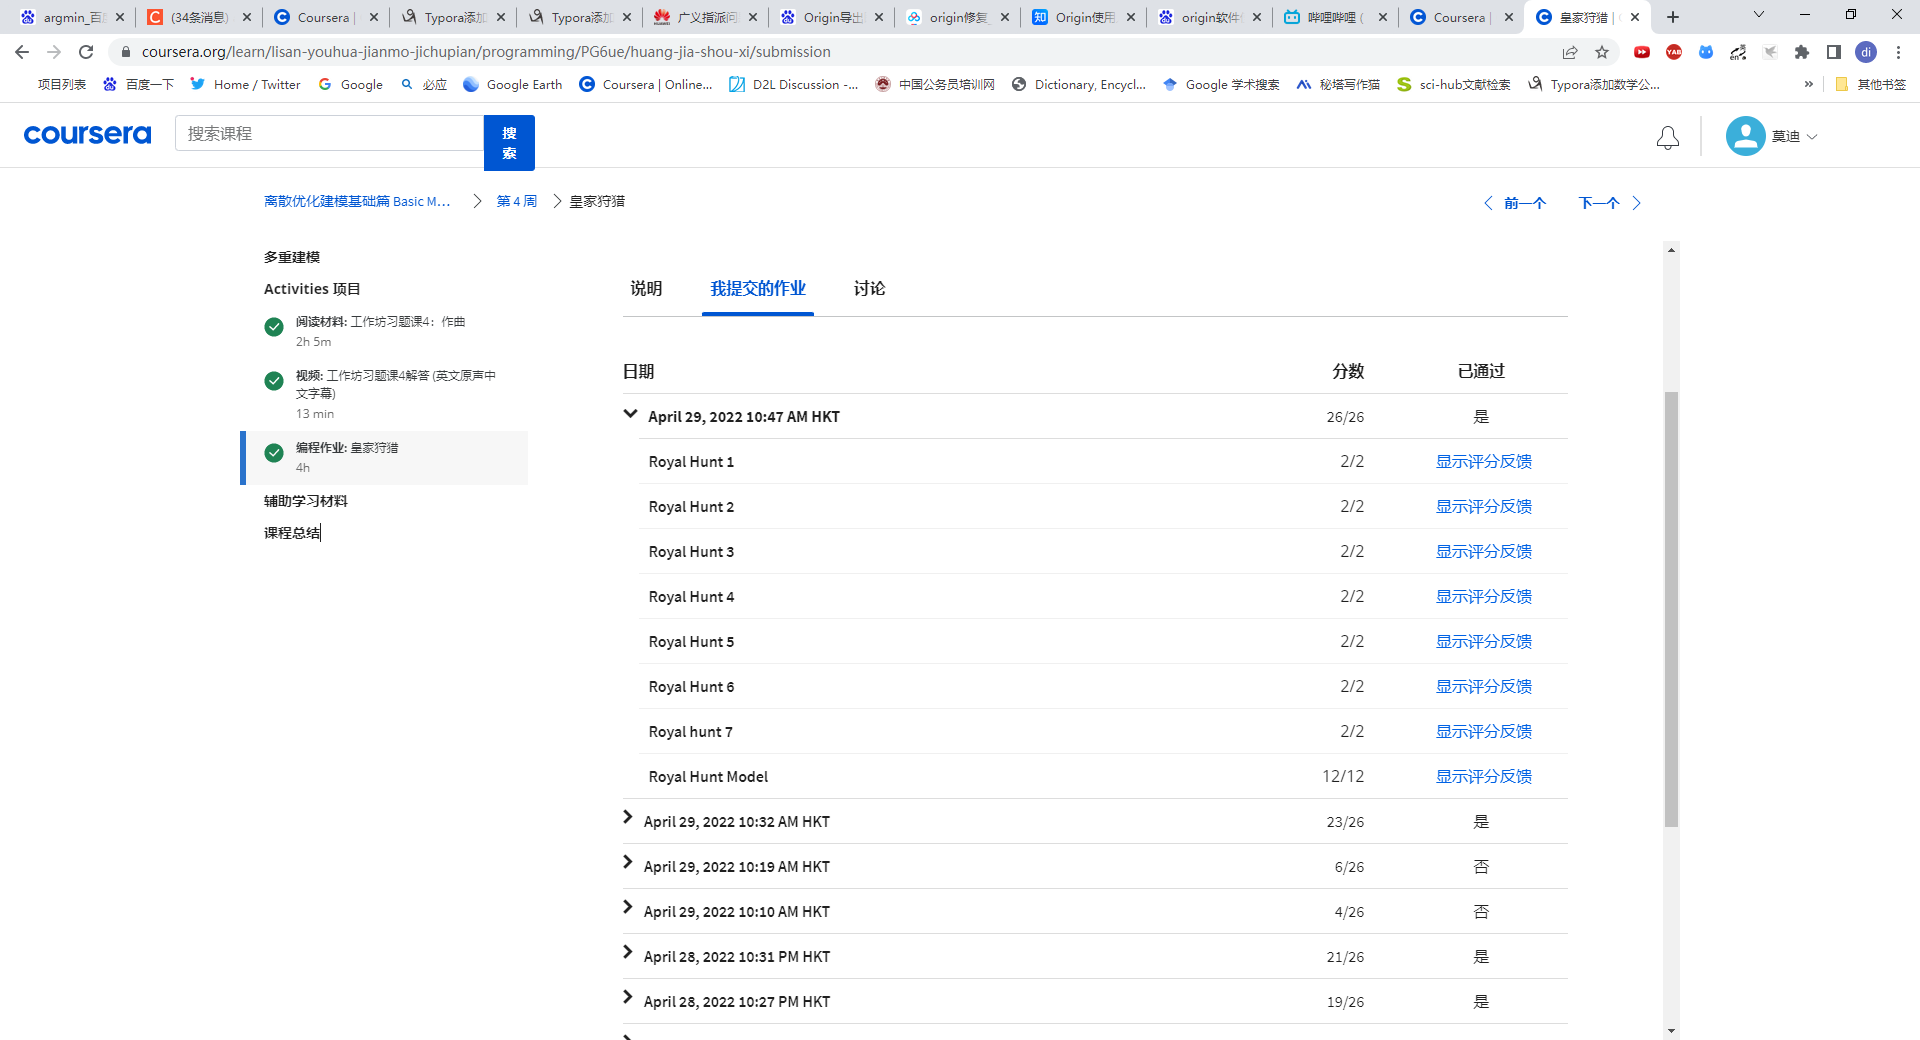 argmin_百度
(34条消息)
Coursera |
Typora添加
Typora添加
广义指派问
Origin导出
origin修复
Origin使用
origin软件
哔哩哔哩 (
Coursera |
皇家狩猎 |
coursera.org/learn/lisan-youhua-jianmo-jichupian/programming/PG6ue/huang-jia-shou-xi/submission
di
项目列表
百度一下
Home / Twitter
Google
必应
Google Earth
Coursera | Online...
D2L Discussion -...
中国公务员培训网
Dictionary, Encycl...
Google 学术搜索
秘塔写作猫
sci-hub文献检索
Typora添加数学公...
»
其他书签
coursera
搜索课程
搜
索
莫迪
离散优化建模基础篇 Basic M...
第 4 周
皇家狩猎
前一个
下一个
多重建模
Activities 项目
阅读材料: 工作坊习题课4：作曲
2h 5m
视频: 工作坊习题课4解答 (英文原声中
文字幕)
13 min
编程作业: 皇家狩猎
4h
辅助学习材料
课程总结
说明
我提交的作业
讨论
日期 分数 已通过
April 29, 2022 10:47 AM HKT 26/26 是
Royal Hunt 1 2/2 显示评分反馈
Royal Hunt 2 2/2 显示评分反馈
Royal Hunt 3 2/2 显示评分反馈
Royal Hunt 4 2/2 显示评分反馈
Royal Hunt 5 2/2 显示评分反馈
Royal Hunt 6 2/2 显示评分反馈
Royal hunt 7 2/2 显示评分反馈
Royal Hunt Model 12/12 显示评分反馈
April 29, 2022 10:32 AM HKT 23/26 是
April 29, 2022 10:19 AM HKT 6/26 否
April 29, 2022 10:10 AM HKT 4/26 否
April 28, 2022 10:31 PM HKT 21/26 是
April 28, 2022 10:27 PM HKT 19/26 是